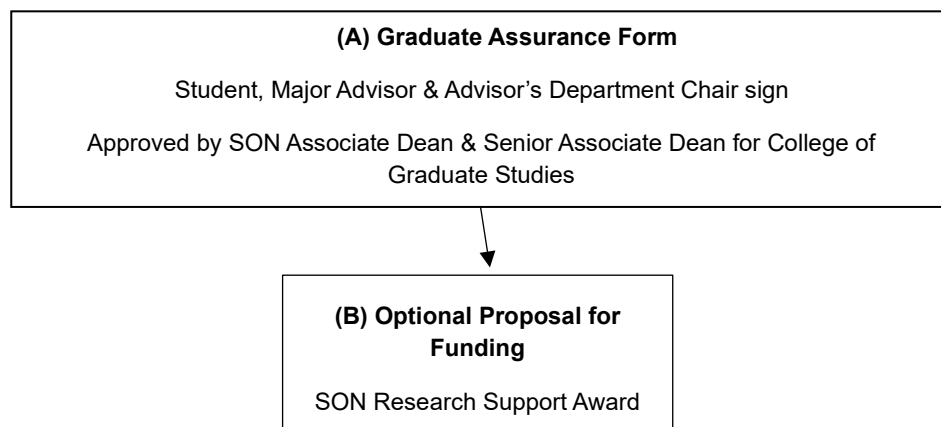 (A) Graduate Assurance Form
Student, Major Advisor & Advisor’s Department Chair sign
Approved by SON Associate Dean & Senior Associate Dean for College of
Graduate Studies
(B) Optional Proposal for
Funding
SON Research Support Award